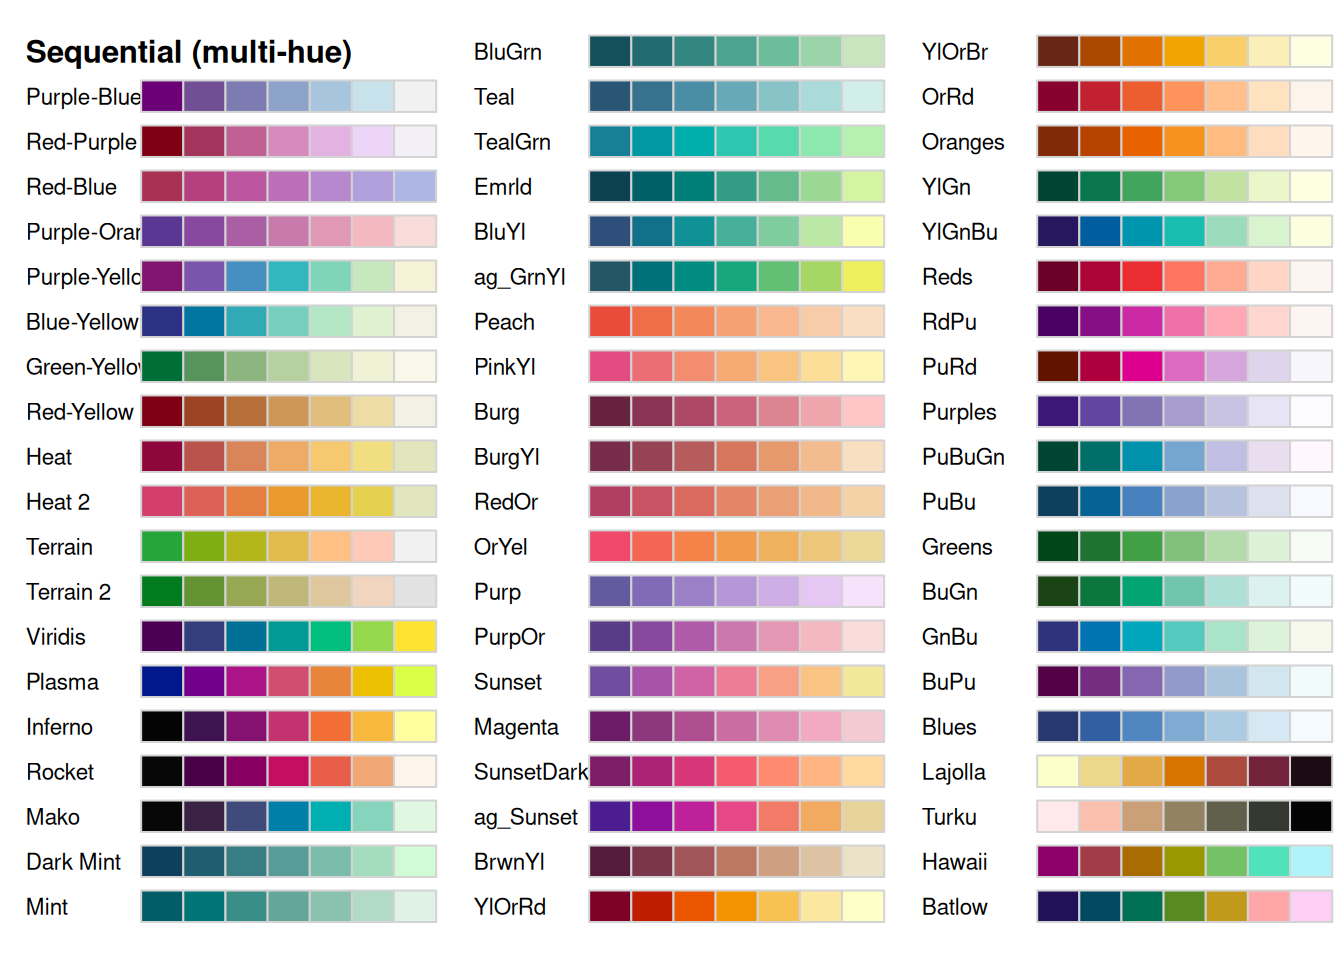 Sequential (multi-hue)
Purple-Blue
Red-Purple
Red-Blue
Purple-Oran
Purple-Yello
Blue-Yellow
Green-Yellow
Red-Yellow
Heat
Heat 2
Terrain
Terrain 2
Viridis
Plasma
Inferno
Rocket
Mako
Dark Mint
Mint
BluGrn
Teal
TealGrn
Emrld
BluYl
ag_GrnYl
Peach
PinkYl
Burg
BurgYl
RedOr
OrYel
Purp
PurpOr
Sunset
Magenta
SunsetDark
ag_Sunset
BrwnYl
YlOrRd
YlOrBr
OrRd
Oranges
YlGn
YlGnBu
Reds
RdPu
PuRd
Purples
PuBuGn
PuBu
Greens
BuGn
GnBu
BuPu
Blues
Lajolla
Turku
Hawaii
Batlow